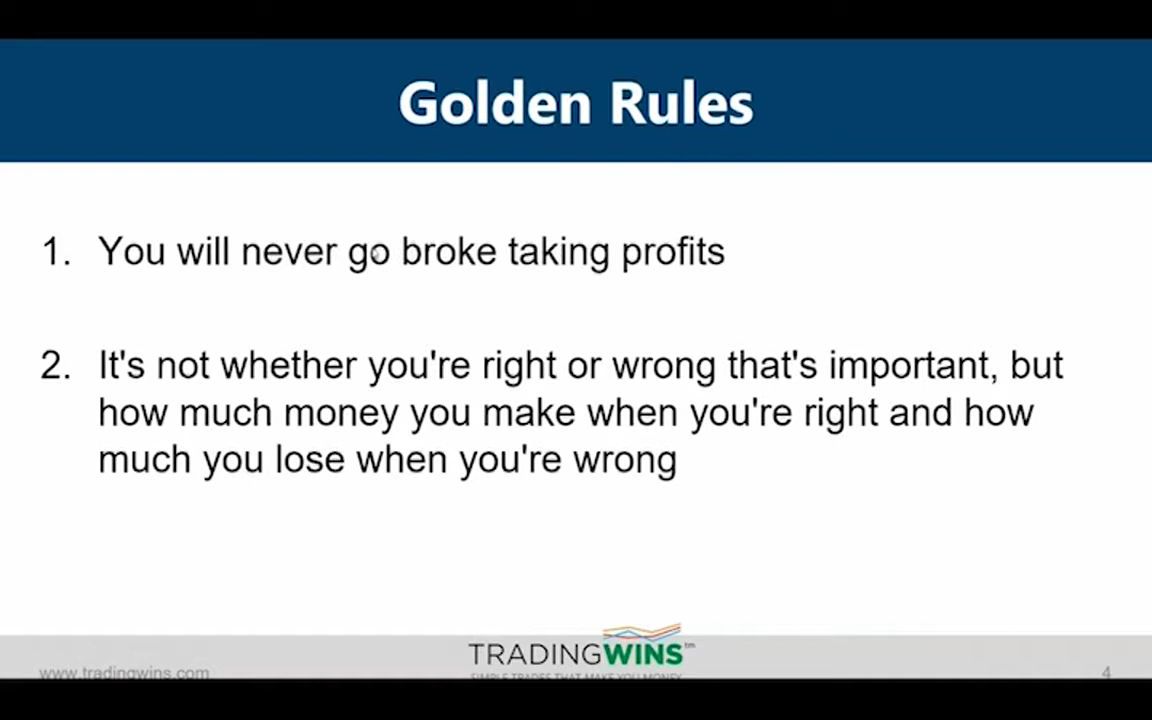 Golden Rules
1. You will never go broke taking profits
2. It's not whether you're right or wrong that's important, but
how much money you make when you're right and how
much you lose when you're wrong
TRADINGWINS™
www.tradingwins.com
SIMPLE TRADES THAT MAKE YOU MONEY
4